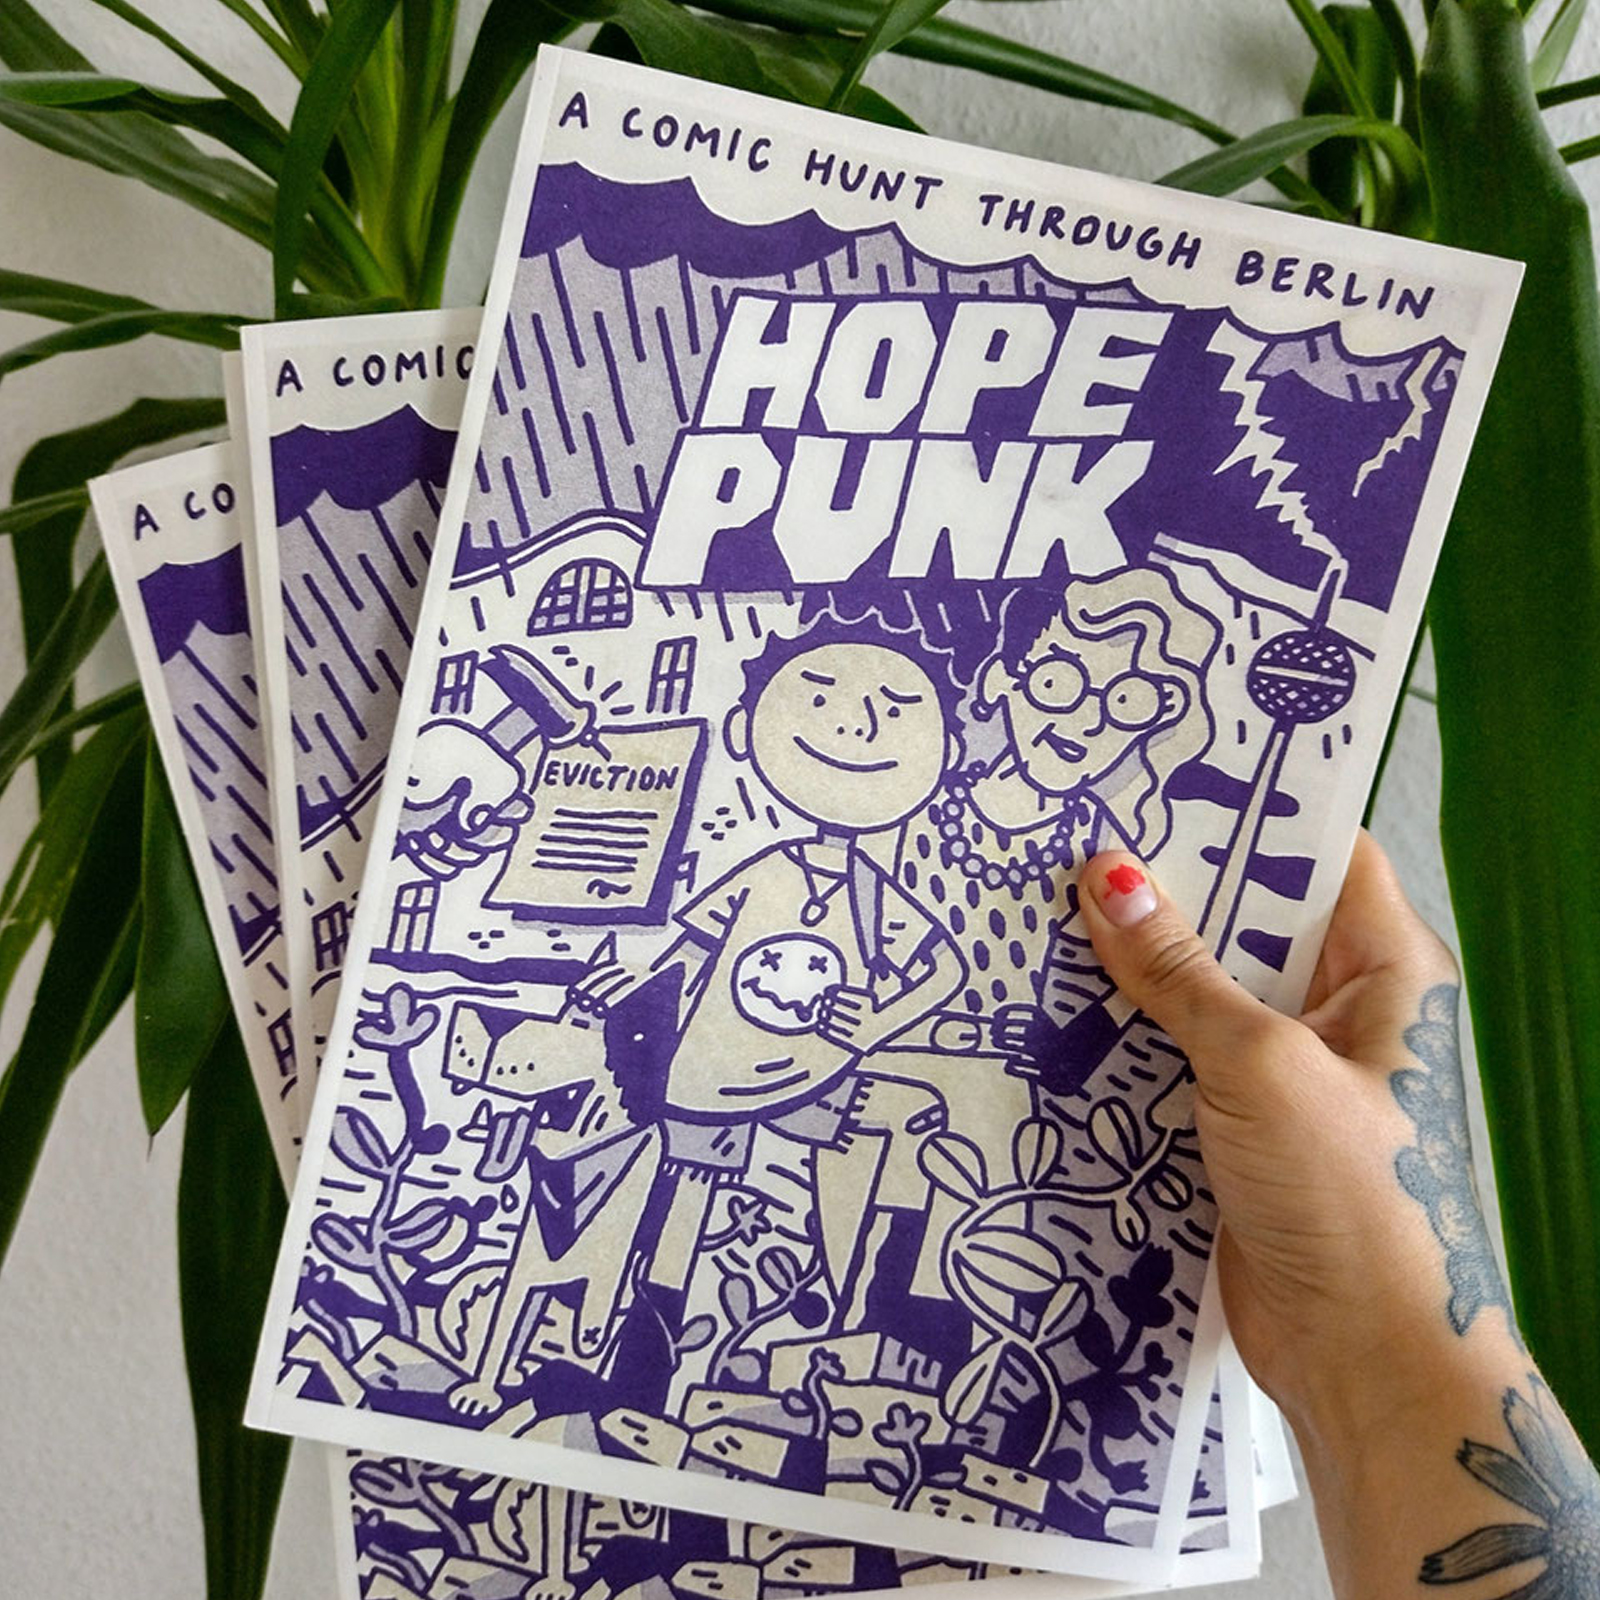 A COMIC HUNT THROUGH BERLIN
HOPE
PUNK
EVICTION
A COMIC
A CO